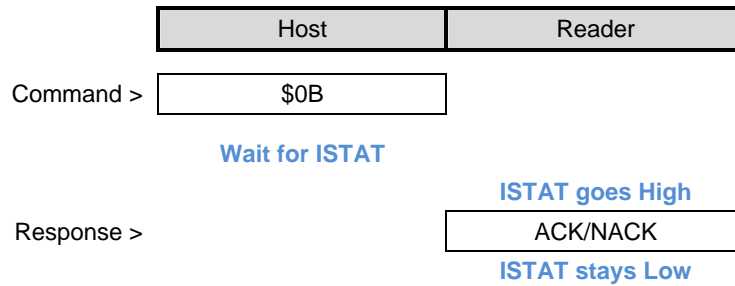 Host Reader
Command > $0B
Wait for ISTAT
ISTAT goes High
Response > ACK/NACK
ISTAT stays Low